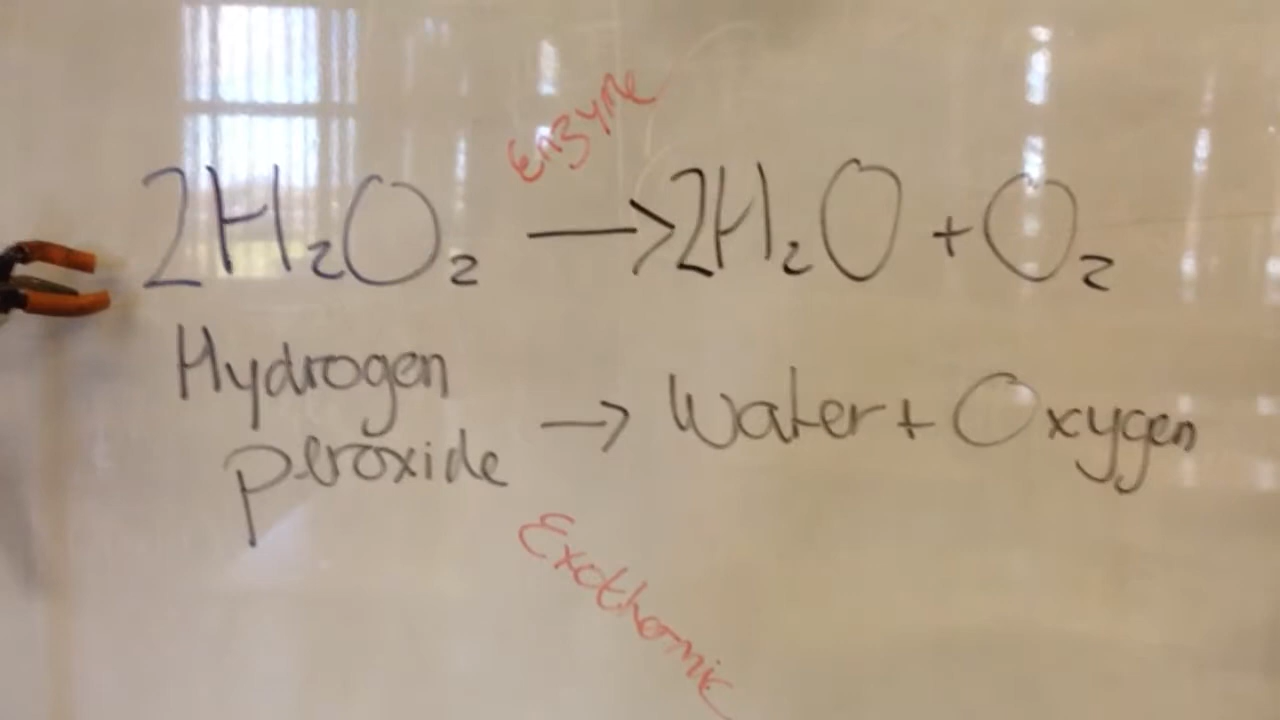 Enzyme
2H₂O₂ → 2H₂O + O₂
Hydrogen
peroxide → Water + Oxygen
Exothermic